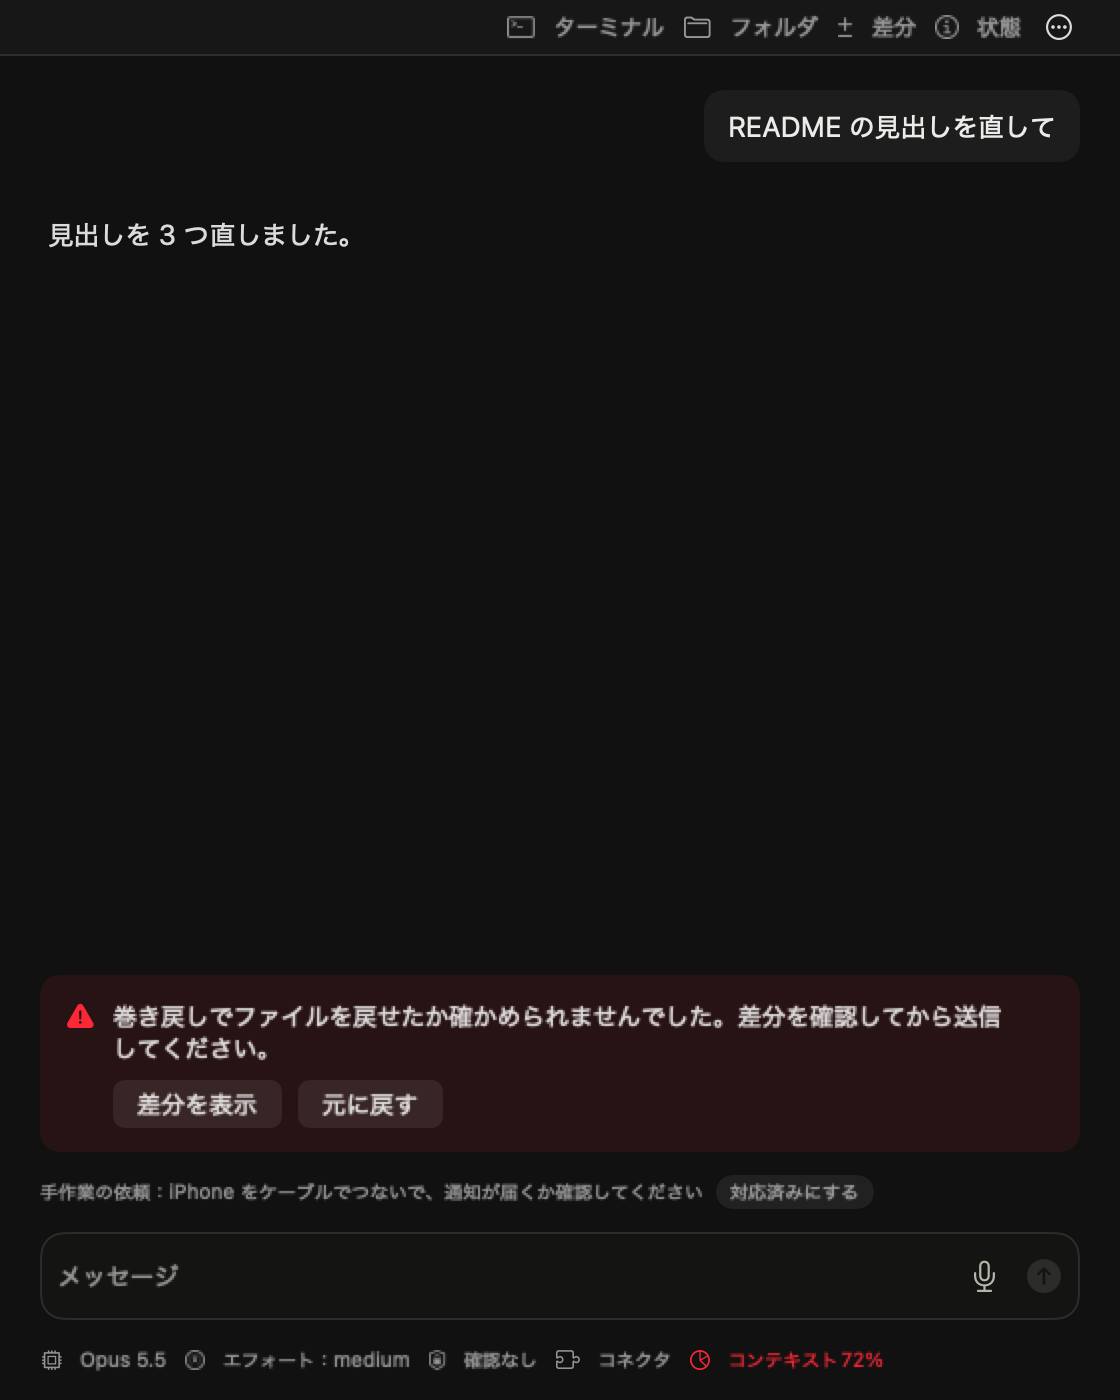 ターミナル フォルダ 差分 状態
README の見出しを直して
見出しを 3 つ直しました。
巻き戻しでファイルを戻せたか確かめられませんでした。差分を確認してから送信
してください。
差分を表示 元に戻す
手作業の依頼：iPhone をケーブルでつないで、通知が届くか確認してください 対応済みにする
メッセージ
Opus 5.5 エフォート：medium 確認なし コネクタ コンテキスト 72%